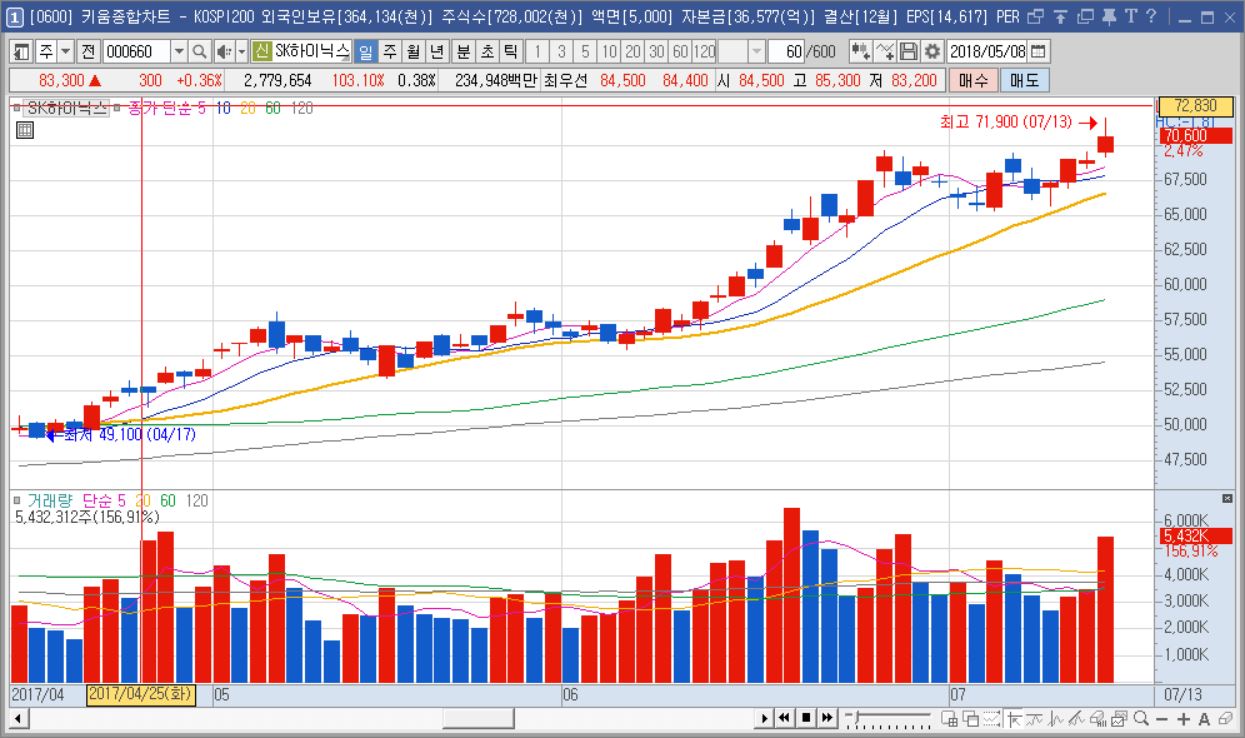 1 [0600] 키움종합차트 - KOSPI200 외국인보유[364,134(천)] 주식수[728,002(천)] 액면[5,000] 자본금[36,577(억)] 결산[12월] EPS[14,617] PER
주 전 000660 신 SK하이닉스 일 주 월 년 분 초 틱 1 3 5 10 20 30 60 120 60 /600 2018/05/08
83,300 ▲ 300 +0.36% 2,779,654 103.10% 0.38% 234,948백만 최우선 84,500 84,400 시 84,500 고 85,300 저 83,200 매수 매도
SK하이닉스 종가 단순 5 10 20 60 120
72,830
최고 71,900 (07/13)
70,600
2.47%
67,500
65,000
62,500
60,000
57,500
55,000
52,500
50,000
최저 49,100 (04/17)
47,500
거래량 단순 5 20 60 120
5,432,312주(156.91%)
6,000K
5,432K
156.91%
4,000K
3,000K
2,000K
1,000K
2017/04 2017/04/25(화) 05 06 07 07/13